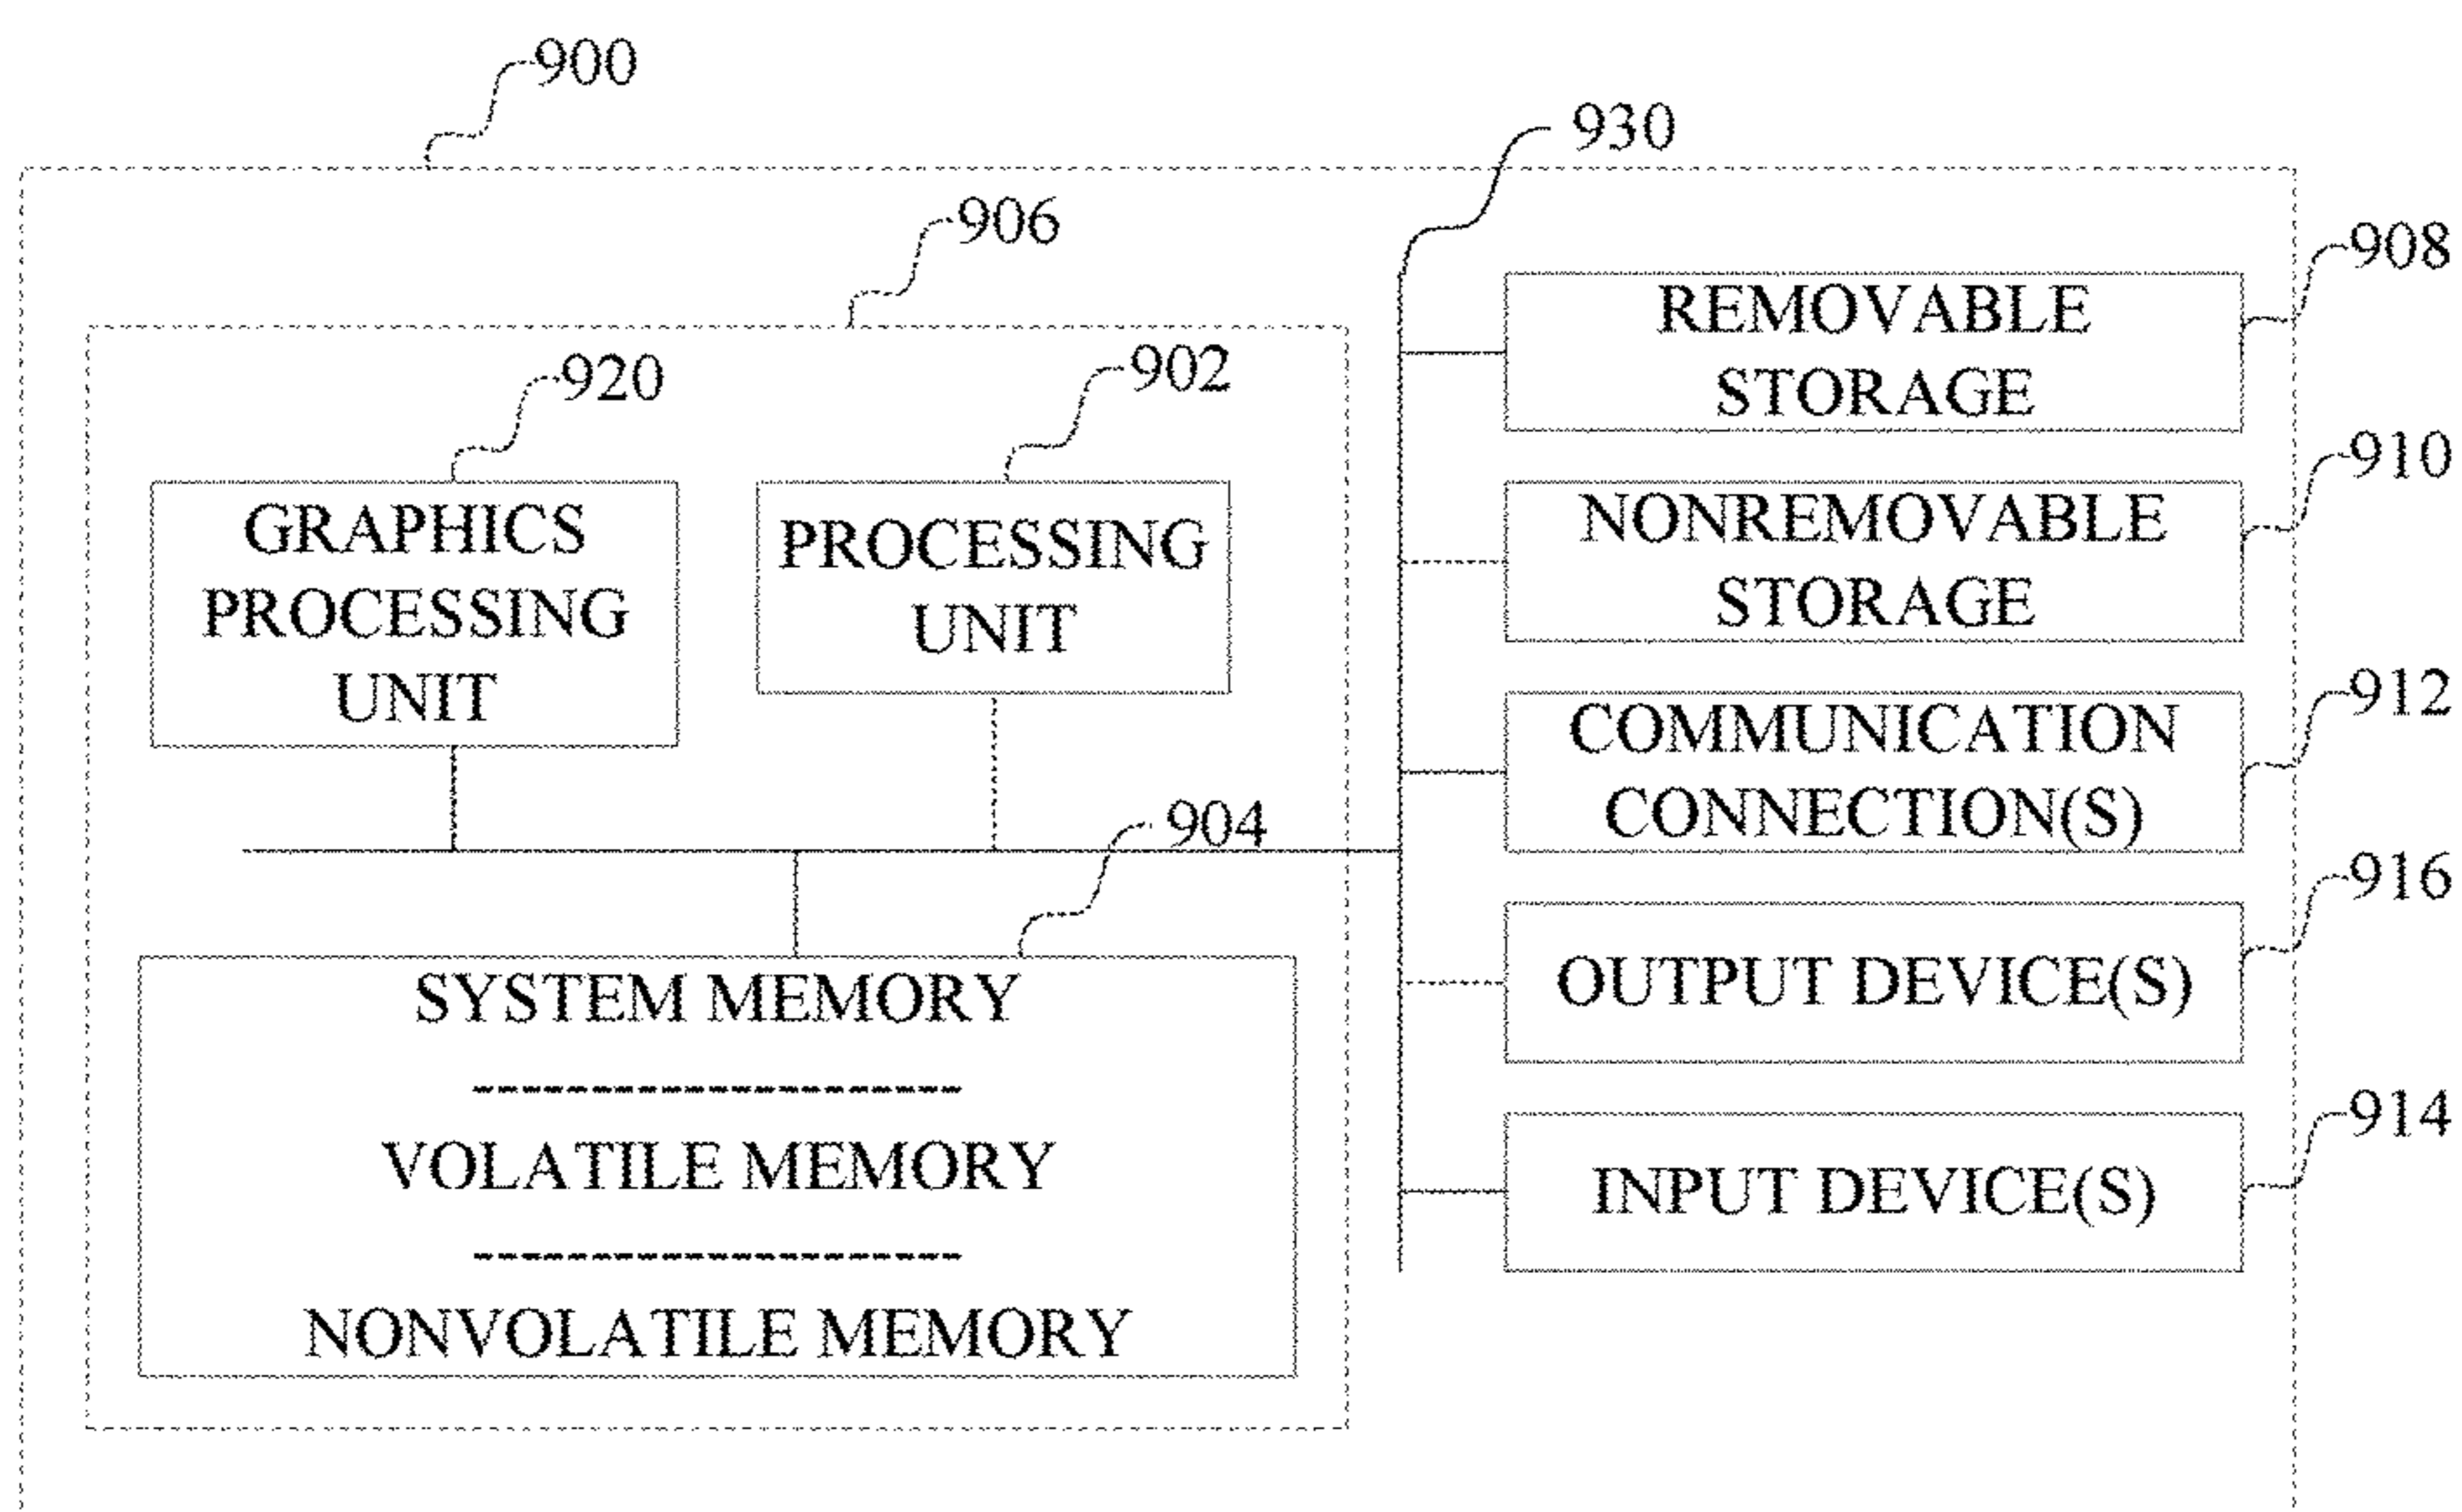 900
930
906
908
920
902
REMOVABLE
STORAGE
910
GRAPHICS
PROCESSING
UNIT
PROCESSING
UNIT
NONREMOVABLE
STORAGE
912
COMMUNICATION
CONNECTION(S)
904
916
SYSTEM MEMORY
VOLATILE MEMORY
NONVOLATILE MEMORY
OUTPUT DEVICE(S)
914
INPUT DEVICE(S)